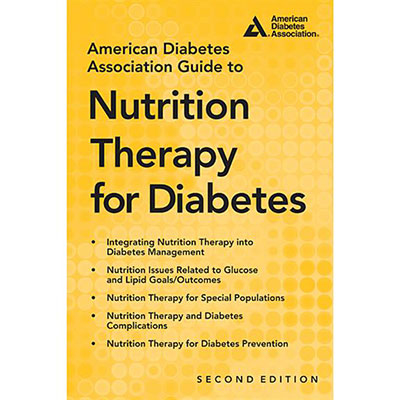 American
Diabetes
Association®
American Diabetes
Association Guide to
Nutrition
Therapy
for Diabetes
• Integrating Nutrition Therapy into
Diabetes Management
• Nutrition Issues Related to Glucose
and Lipid Goals/Outcomes
• Nutrition Therapy for Special Populations
• Nutrition Therapy and Diabetes
Complications
• Nutrition Therapy for Diabetes Prevention
SECOND EDITION